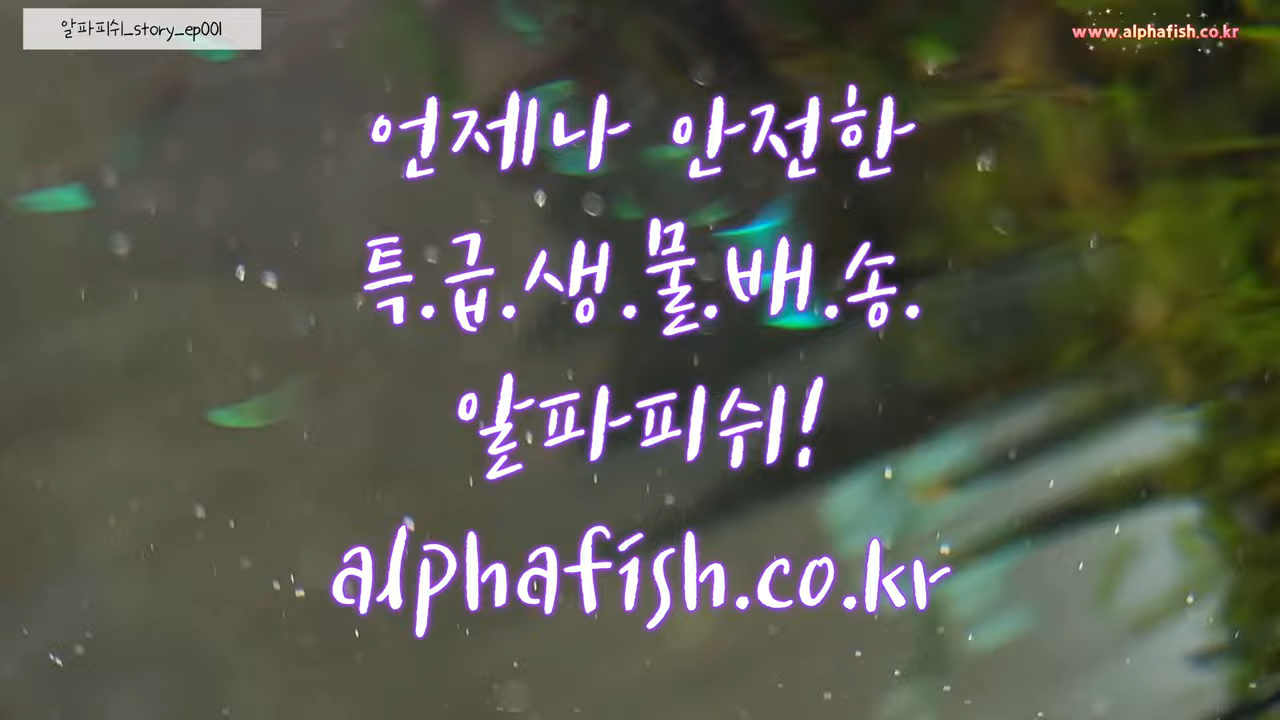 알파피쉬_story_ep001
www.alphafish.co.kr
언제나 안전한
특.급.생.물.배.송.
알파피쉬!
alphafish.co.kr